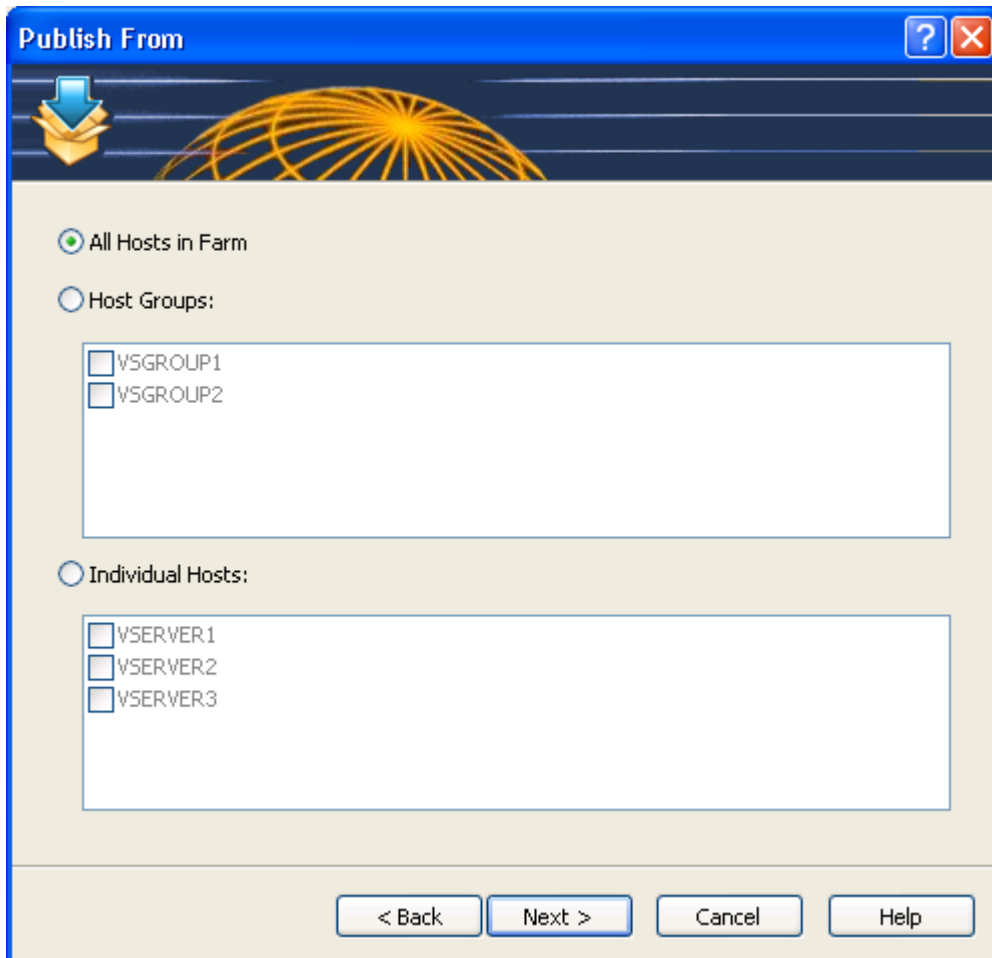 Publish From
?
All Hosts in Farm
Host Groups:
VSGROUP1
VSGROUP2
Individual Hosts:
VSERVER1
VSERVER2
VSERVER3
< Back Next > Cancel Help